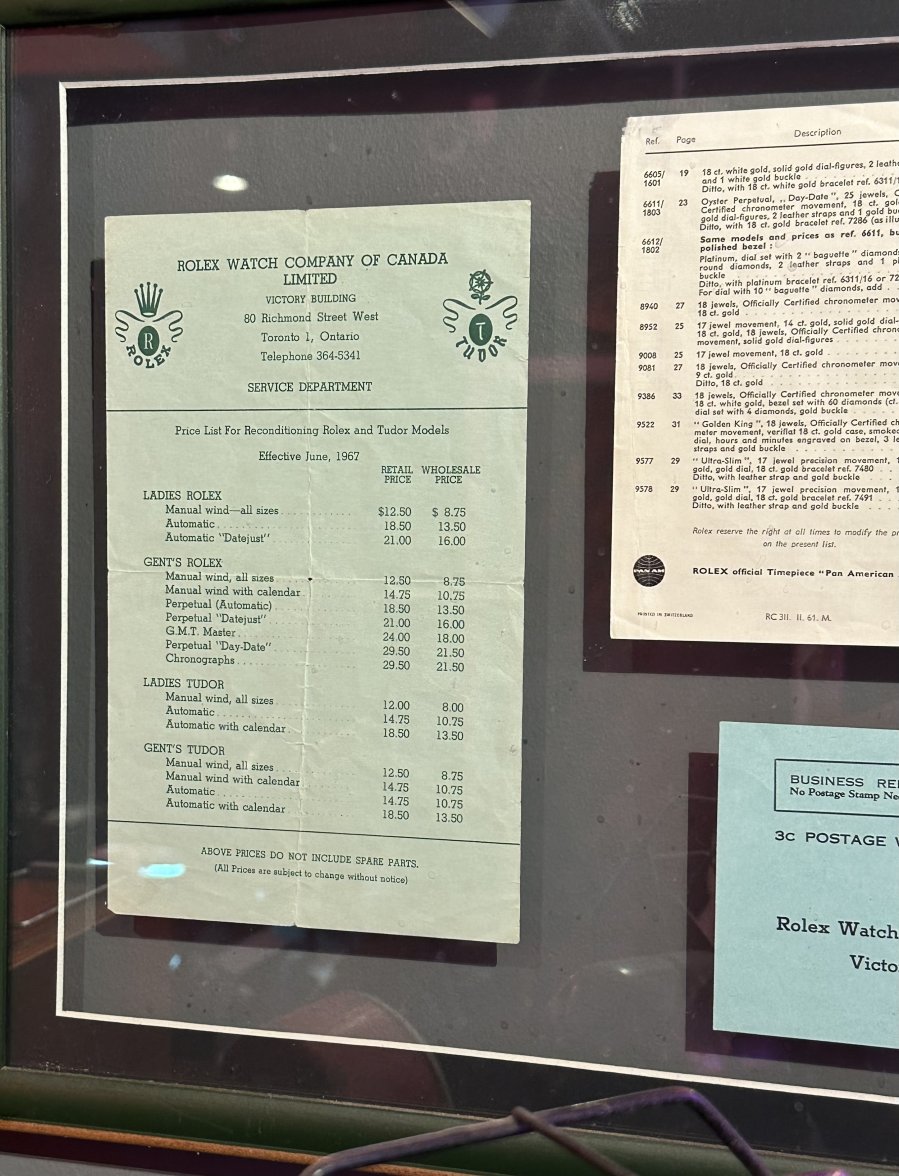 ROLEX WATCH COMPANY OF CANADA
LIMITED
VICTORY BUILDING
80 Richmond Street West
Toronto 1, Ontario
Telephone 364-5341
R
ROLEX
T
TUDOR
SERVICE DEPARTMENT
Price List For Reconditioning Rolex and Tudor Models
Effective June, 1967
RETAIL PRICE WHOLESALE PRICE
LADIES ROLEX
Manual wind—all sizes $12.50 $ 8.75
Automatic 18.50 13.50
Automatic "Datejust" 21.00 16.00
GENT'S ROLEX
Manual wind, all sizes 12.50 8.75
Manual wind with calendar 14.75 10.75
Perpetual (Automatic) 18.50 13.50
Perpetual "Datejust" 21.00 16.00
G.M.T. Master 24.00 18.00
Perpetual "Day-Date" 29.50 21.50
Chronographs 29.50 21.50
LADIES TUDOR
Manual wind, all sizes 12.00 8.00
Automatic 14.75 10.75
Automatic with calendar 18.50 13.50
GENT'S TUDOR
Manual wind, all sizes 12.50 8.75
Manual wind with calendar 14.75 10.75
Automatic 14.75 10.75
Automatic with calendar 18.50 13.50
ABOVE PRICES DO NOT INCLUDE SPARE PARTS.
(All Prices are subject to change without notice)
Ref. Page Description
6605/1601 19 18 ct. white gold, solid gold dial-figures, 2
and 1 white gold buckle
Ditto, with 18 ct. white gold bracelet ref.
6611/1803 23 Oyster Perpetual, „Day-Date", 25 jewels,
Certified chronometer movement, 18 ct.
gold dial-figures, 2 leather straps and 1 gold
Ditto, with 18 ct. gold bracelet ref. 7286 (as
6612/1802 Same models and prices as ref. 6611,
polished bezel :
Platinum, dial set with 2 "baguette"
round diamonds, 2 leather straps and 1
buckle
Ditto, with platinum bracelet ref. 6311/16 or
For dial with 10 "baguette" diamonds, add
8940 27 18 jewels, Officially Certified chronometer
18 ct. gold
8952 25 17 jewel movement, 14 ct. gold, solid gold
18 ct. gold, 18 jewels, Officially Certified
movement, solid gold dial-figures
9008 25 17 jewel movement, 18 ct. gold
9081 27 18 jewels, Officially Certified chronometer
9 ct. gold
Ditto, 18 ct. gold
9386 33 18 jewels, Officially Certified chronometer
18 ct. white gold, bezel set with 60 diamonds
dial set with 4 diamonds, gold buckle
9522 31 "Golden King", 18 jewels, Officially Certified
meter movement, veriflat 18 ct. gold case,
dial, hours and minutes engraved on bezel, 3
straps and gold buckle
9577 29 "Ultra-Slim", 17 jewel precision movement,
gold, gold dial, 18 ct. gold bracelet ref. 7480
Ditto, with leather strap and gold buckle
9578 29 "Ultra-Slim", 17 jewel precision movement,
gold, gold dial, 18 ct. gold bracelet ref. 7491
Ditto, with leather strap and gold buckle
Rolex reserve the right at all times to modify the
on the present list.
PAN AM
ROLEX official Timepiece "Pan American
PRINTED IN SWITZERLAND
RC 311. II. 61. M.
BUSINESS
No Postage Stamp
3C POSTAGE
Rolex Watch